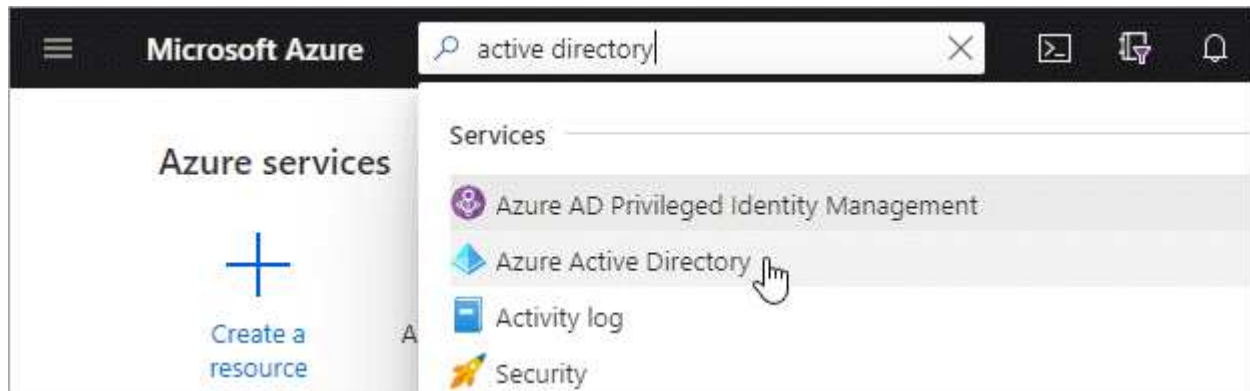 Microsoft Azure
active directory
Azure services
Create a
resource
A
Services
Azure AD Privileged Identity Management
Azure Active Directory
Activity log
Security